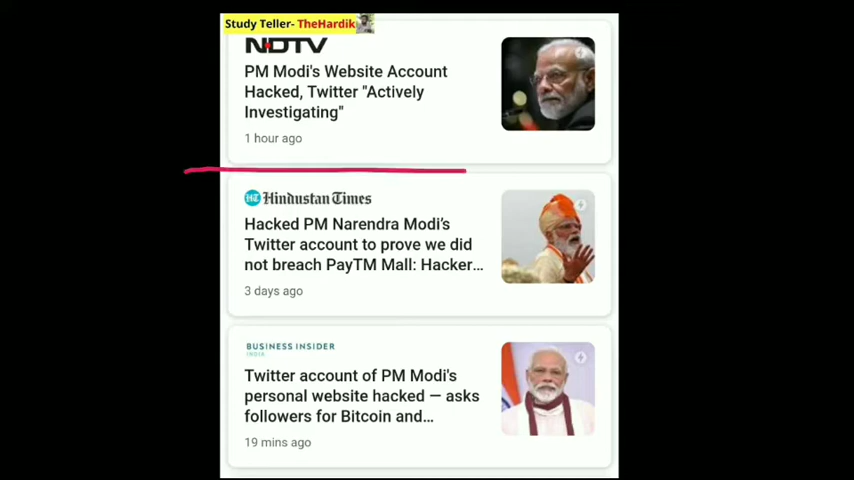 Study Teller- TheHardik
NDTV
PM Modi's Website Account
Hacked, Twitter "Actively
Investigating"
1 hour ago
HT Hindustan Times
Hacked PM Narendra Modi's
Twitter account to prove we did
not breach PayTM Mall: Hacker...
3 days ago
BUSINESS INSIDER
INDIA
Twitter account of PM Modi's
personal website hacked — asks
followers for Bitcoin and...
19 mins ago